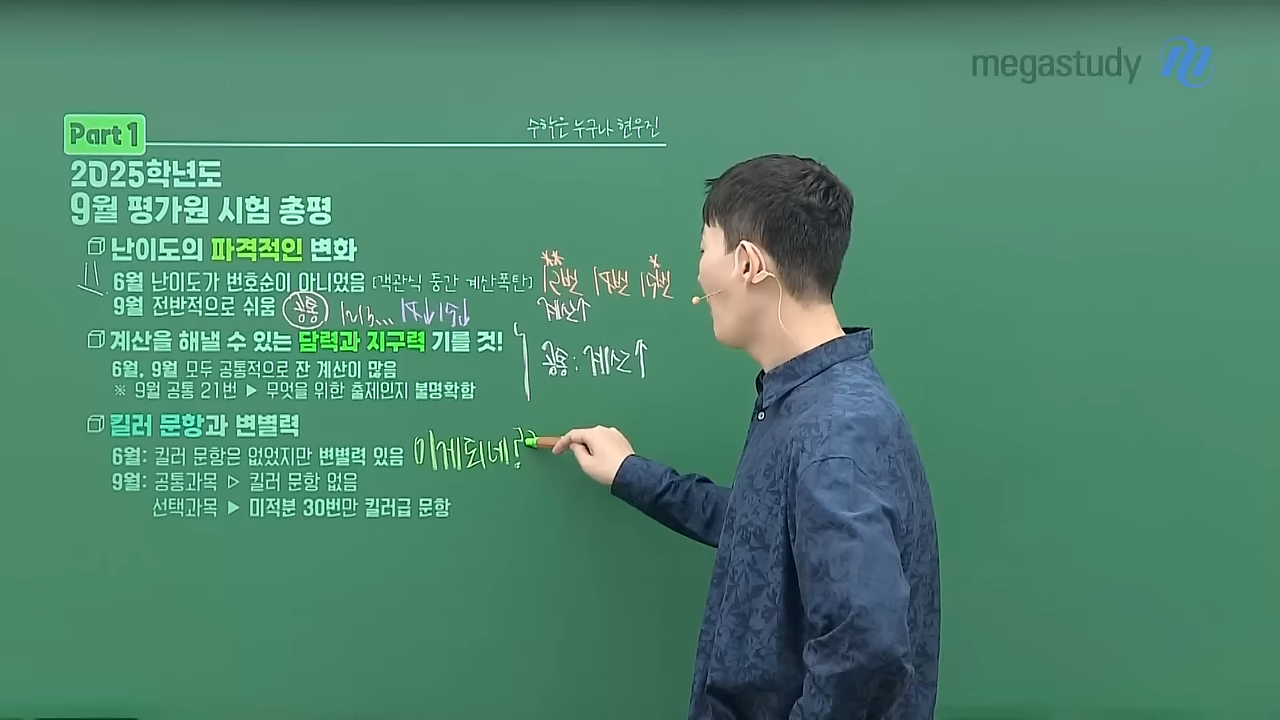 megastudy
Part 1
수학은 누구나 현우진
2025학년도
9월 평가원 시험 총평
난이도의 파격적인 변화
6월 난이도가 번호순이 아니었음 [객관식 중간 계산폭탄]
** 12번 14번 * 15번
9월 전반적으로 쉬움 공통
계산↑
계산을 해낼 수 있는 담력과 지구력 기를 것!
공통: 계산↑
6월, 9월 모두 공통적으로 잔 계산이 많음
※ 9월 공통 21번 ▶ 무엇을 위한 출제인지 불명확함
킬러 문항과 변별력
6월: 킬러 문항은 없었지만 변별력 있음 이게되네!?
9월: 공통과목 ▷ 킬러 문항 없음
선택과목 ▶ 미적분 30번만 킬러급 문항